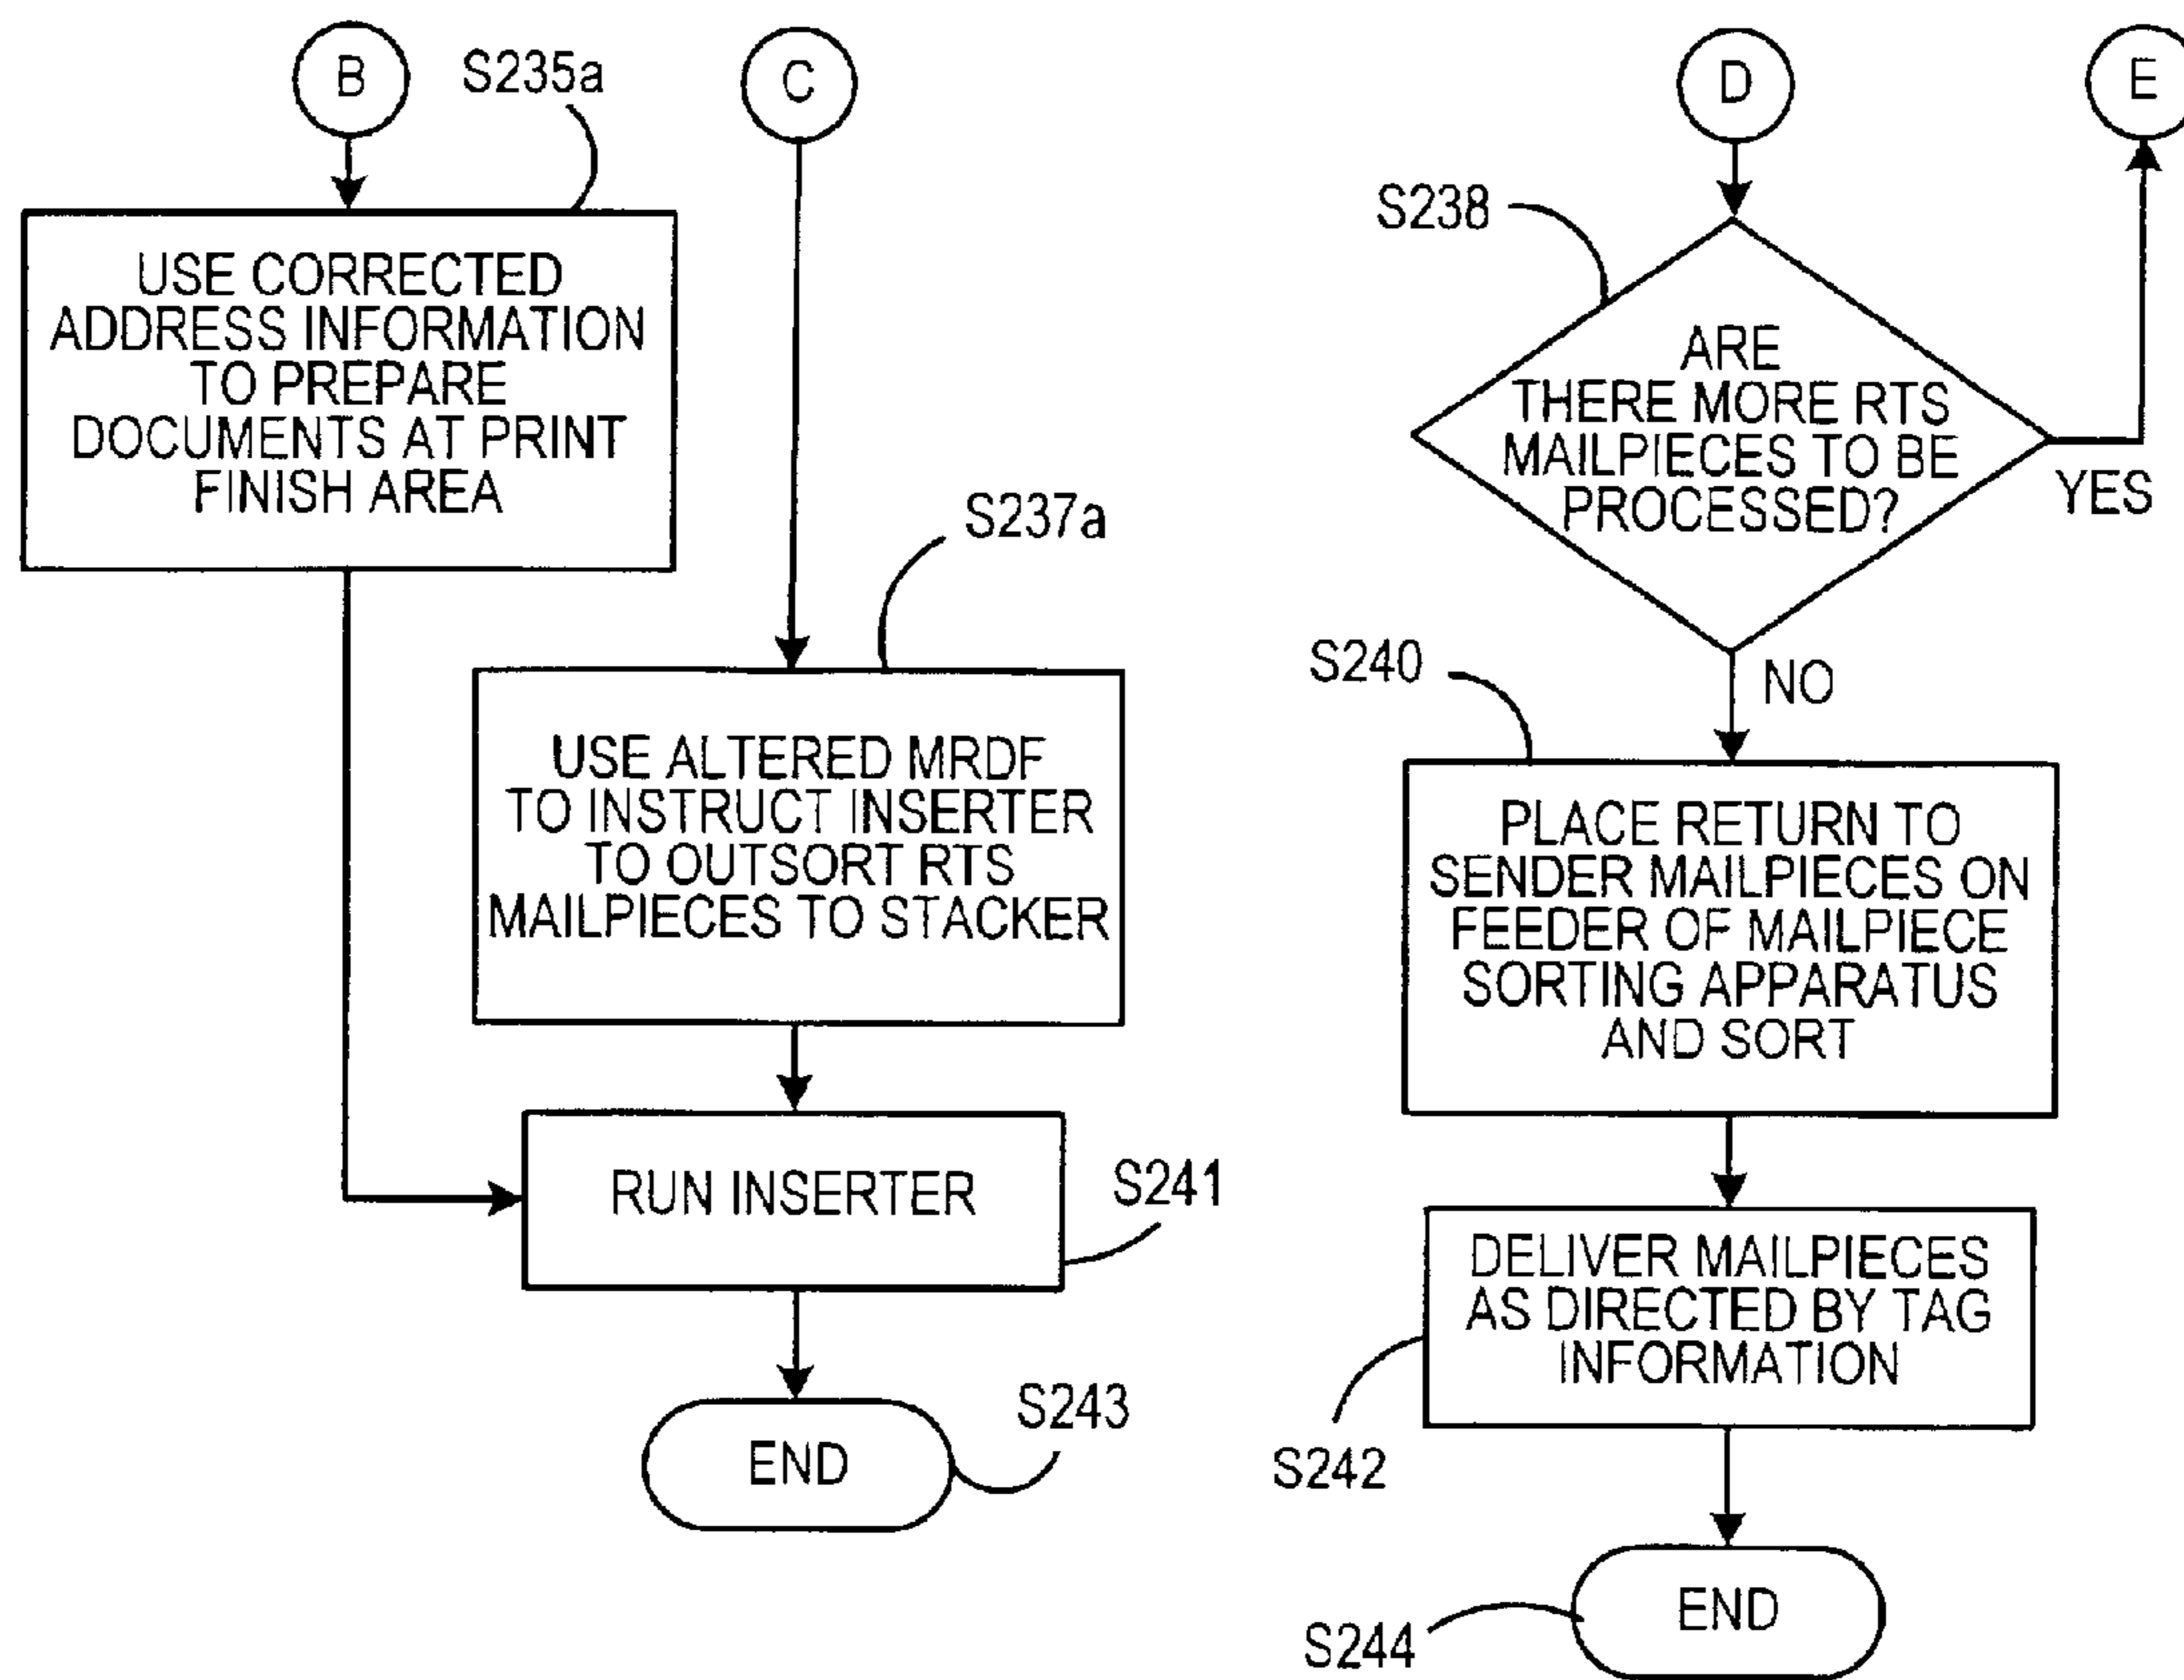 B
S235a
USE CORRECTED
ADDRESS INFORMATION
TO PREPARE
DOCUMENTS AT PRINT
FINISH AREA
C
S237a
USE ALTERED MRDF
TO INSTRUCT INSERTER
TO OUTSORT RTS
MAILPIECES TO STACKER
RUN INSERTER
S241
END
S243
D
E
S238
ARE
THERE MORE RTS
MAILPIECES TO BE
PROCESSED?
YES
NO
S240
PLACE RETURN TO
SENDER MAILPIECES ON
FEEDER OF MAILPIECE
SORTING APPARATUS
AND SORT
DELIVER MAILPIECES
AS DIRECTED BY TAG
INFORMATION
S242
END
S244